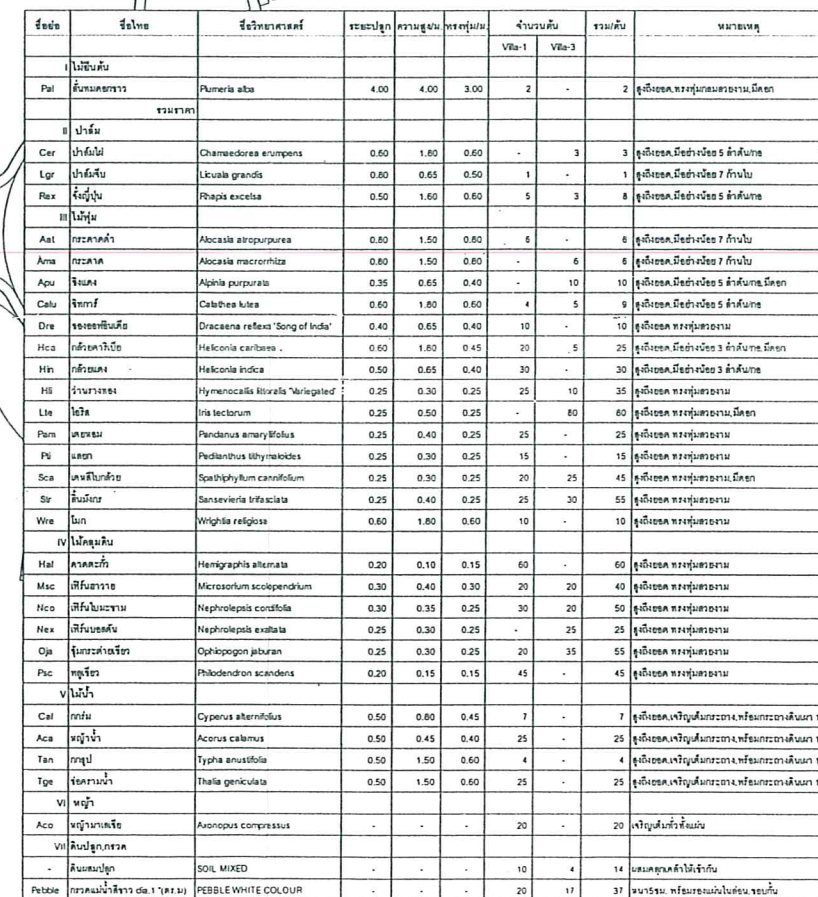 ชื่อย่อ ชื่อไทย ชื่อวิทยาศาสตร์ ระยะปลูก ความสูง/ม. ทรงพุ่ม/ม. จำนวนต้น รวม/ต้น หมายเหตุ
Villa-1 Villa-3
I ไม้ยืนต้น
Pal ลั่นทมดอกขาว Plumeria alba 4.00 4.00 3.00 2 - 2 สูงถึงยอด,ทรงพุ่มกลมสวยงาม,มีดอก
รวมราคา
II ปาล์ม
Cer ปาล์มไผ่ Chamaedorea erumpens 0.60 1.80 0.60 - 3 3 สูงถึงยอด,มีอย่างน้อย 5 ลำต้น/กอ
Lgr ปาล์มจีบ Licuala grandis 0.80 0.65 0.50 1 - 1 สูงถึงยอด,มีอย่างน้อย 7 ก้านใบ
Rex จั๋งญี่ปุ่น Rhapis excelsa 0.50 1.60 0.60 5 3 8 สูงถึงยอด,มีอย่างน้อย 5 ลำต้น/กอ
III ไม้พุ่ม
Aat กระดาดดำ Alocasia atropurpurea 0.80 1.50 0.80 6 - 6 สูงถึงยอด,มีอย่างน้อย 7 ก้านใบ
Ama กระดาด Alocasia macrorrhiza 0.80 1.50 0.80 - 6 6 สูงถึงยอด,มีอย่างน้อย 7 ก้านใบ
Apu ขิงแดง Alpinia purpurata 0.35 0.65 0.40 - 10 10 สูงถึงยอด,มีอย่างน้อย 5 ลำต้น/กอ,มีดอก
Calu Calathea lutea 0.60 1.80 0.60 4 5 9 สูงถึงยอด,มีอย่างน้อย 5 ลำต้น/กอ
Dre ซองออฟอินเดีย Dracaena reflexa 'Song of India' 0.40 0.65 0.40 10 - 10 สูงถึงยอด ทรงพุ่มสวยงาม
Hca กล้วยคาริเบีย Heliconia caribaea . 0.60 1.80 0.45 20 5 25 สูงถึงยอด,มีอย่างน้อย 3 ลำต้น/กอ,มีดอก
Hin กล้วยแดง Heliconia indica 0.50 0.65 0.40 30 - 30 สูงถึงยอด,มีอย่างน้อย 3 ลำต้น/กอ
Hli ว่านรางทอง Hymenocallis littoralis 'Variegated' 0.25 0.30 0.25 25 10 35 สูงถึงยอด ทรงพุ่มสวยงาม
Lte ไอริส Iris tectorum 0.25 0.50 0.25 - 80 80 สูงถึงยอด ทรงพุ่มสวยงาม,มีดอก
Pam เตยหอม Pandanus amaryllifolius 0.25 0.40 0.25 25 - 25 สูงถึงยอด ทรงพุ่มสวยงาม
Pti แสยก Pedilanthus tithymaloides 0.25 0.30 0.25 15 - 15 สูงถึงยอด ทรงพุ่มสวยงาม
Sca เดหลีใบกล้วย Spathiphyllum cannifolium 0.25 0.30 0.25 20 25 45 สูงถึงยอด ทรงพุ่มสวยงาม,มีดอก
Str ลิ้นมังกร Sansevieria trifasciata 0.25 0.40 0.25 25 30 55 สูงถึงยอด ทรงพุ่มสวยงาม
Wre โมก Wrightia religiosa 0.60 1.80 0.60 10 - 10 สูงถึงยอด ทรงพุ่มสวยงาม
IV ไม้คลุมดิน
Hal ดาดตะกั่ว Hemigraphis alternata 0.20 0.10 0.15 60 - 60 สูงถึงยอด ทรงพุ่มสวยงาม
Msc เฟิร์นฮาวาย Microsorium scolopendrium 0.30 0.40 0.30 20 20 40 สูงถึงยอด ทรงพุ่มสวยงาม
Nco เฟิร์นใบมะขาม Nephrolepsis cordifolia 0.30 0.35 0.25 30 20 50 สูงถึงยอด ทรงพุ่มสวยงาม
Nex เฟิร์นบอสตัน Nephrolepsis exaltata 0.25 0.30 0.25 - 25 25 สูงถึงยอด ทรงพุ่มสวยงาม
Oja ซุ้มกระต่ายเขียว Ophiopogon jaburan 0.25 0.30 0.25 20 35 55 สูงถึงยอด ทรงพุ่มสวยงาม
Psc พลูเขียว Philodendron scandens 0.20 0.15 0.15 45 - 45 สูงถึงยอด ทรงพุ่มสวยงาม
V ไม้น้ำ
Cal กกร่ม Cyperus alternifolius 0.50 0.80 0.45 7 - 7 สูงถึงยอด,เจริญเต็มกระถาง,พร้อมกระถางดินเผา
Aca หญ้าน้ำ Acorus calamus 0.50 0.45 0.40 25 - 25 สูงถึงยอด,เจริญเต็มกระถาง,พร้อมกระถางดินเผา
Tan กกธูป Typha anustifolia 0.50 1.50 0.60 4 - 4 สูงถึงยอด,เจริญเต็มกระถาง,พร้อมกระถางดินเผา
Tge ช่อครามน้ำ Thalia geniculata 0.50 1.50 0.60 25 - 25 สูงถึงยอด,เจริญเต็มกระถาง,พร้อมกระถางดินเผา
VI หญ้า
Aco หญ้ามาเลเซีย Axonopus compressus - - - 20 - 20 เจริญเต็มทั่วทั้งแผ่น
VII ดินปลูก,กรวด
- ดินผสมปลูก SOIL MIXED - - - 10 4 14 ผสมคลุกเคล้าให้เข้ากัน
Pebble กรวดแม่น้ำสีขาว dia.1 "(ตร.ม) PEBBLE WHITE COLOUR - - - 20 17 37 หนา5ซม. พร้อมรองแผ่นใยสังเคราะห์